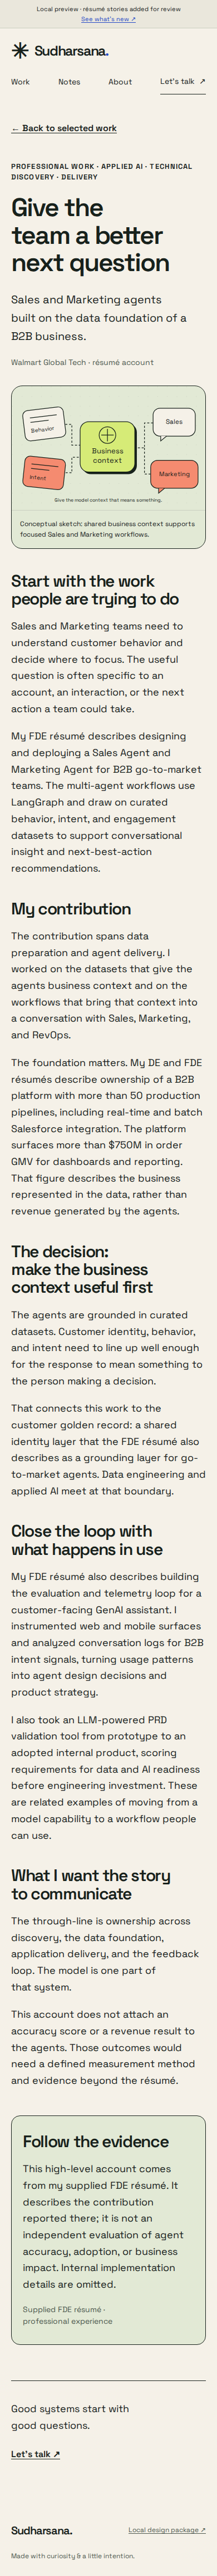 Local preview · résumé stories added for review
See what's new ↗
Sudharsana.
Work Notes About Let's talk ↗
← Back to selected work
PROFESSIONAL WORK · APPLIED AI · TECHNICAL
DISCOVERY · DELIVERY
Give the
team a better
next question
Sales and Marketing agents
built on the data foundation of a
B2B business.
Walmart Global Tech · résumé account
Behavior
Intent
Business
context
Sales
Marketing
Give the model context that means something.
Conceptual sketch: shared business context supports
focused Sales and Marketing workflows.
Start with the work
people are trying to do
Sales and Marketing teams need to
understand customer behavior and
decide where to focus. The useful
question is often specific to an
account, an interaction, or the next
action a team could take.
My FDE résumé describes designing
and deploying a Sales Agent and
Marketing Agent for B2B go-to-market
teams. The multi-agent workflows use
LangGraph and draw on curated
behavior, intent, and engagement
datasets to support conversational
insight and next-best-action
recommendations.
My contribution
The contribution spans data
preparation and agent delivery. I
worked on the datasets that give the
agents business context and on the
workflows that bring that context into
a conversation with Sales, Marketing,
and RevOps.
The foundation matters. My DE and FDE
résumés describe ownership of a B2B
platform with more than 50 production
pipelines, including real-time and batch
Salesforce integration. The platform
surfaces more than $750M in order
GMV for dashboards and reporting.
That figure describes the business
represented in the data, rather than
revenue generated by the agents.
The decision:
make the business
context useful first
The agents are grounded in curated
datasets. Customer identity, behavior,
and intent need to line up well enough
for the response to mean something to
the person making a decision.
That connects this work to the
customer golden record: a shared
identity layer that the FDE résumé also
describes as a grounding layer for go-
to-market agents. Data engineering and
applied AI meet at that boundary.
Close the loop with
what happens in use
My FDE résumé also describes building
the evaluation and telemetry loop for a
customer-facing GenAI assistant. I
instrumented web and mobile surfaces
and analyzed conversation logs for B2B
intent signals, turning usage patterns
into agent design decisions and
product strategy.
I also took an LLM-powered PRD
validation tool from prototype to an
adopted internal product, scoring
requirements for data and AI readiness
before engineering investment. These
are related examples of moving from a
model capability to a workflow people
can use.
What I want the story
to communicate
The through-line is ownership across
discovery, the data foundation,
application delivery, and the feedback
loop. The model is one part of
that system.
This account does not attach an
accuracy score or a revenue result to
the agents. Those outcomes would
need a defined measurement method
and evidence beyond the résumé.
Follow the evidence
This high-level account comes
from my supplied FDE résumé. It
describes the contribution
reported there; it is not an
independent evaluation of agent
accuracy, adoption, or business
impact. Internal implementation
details are omitted.
Supplied FDE résumé ·
professional experience
Good systems start with
good questions.
Let's talk ↗
Sudharsana. Local design package ↗
Made with curiosity & a little intention.